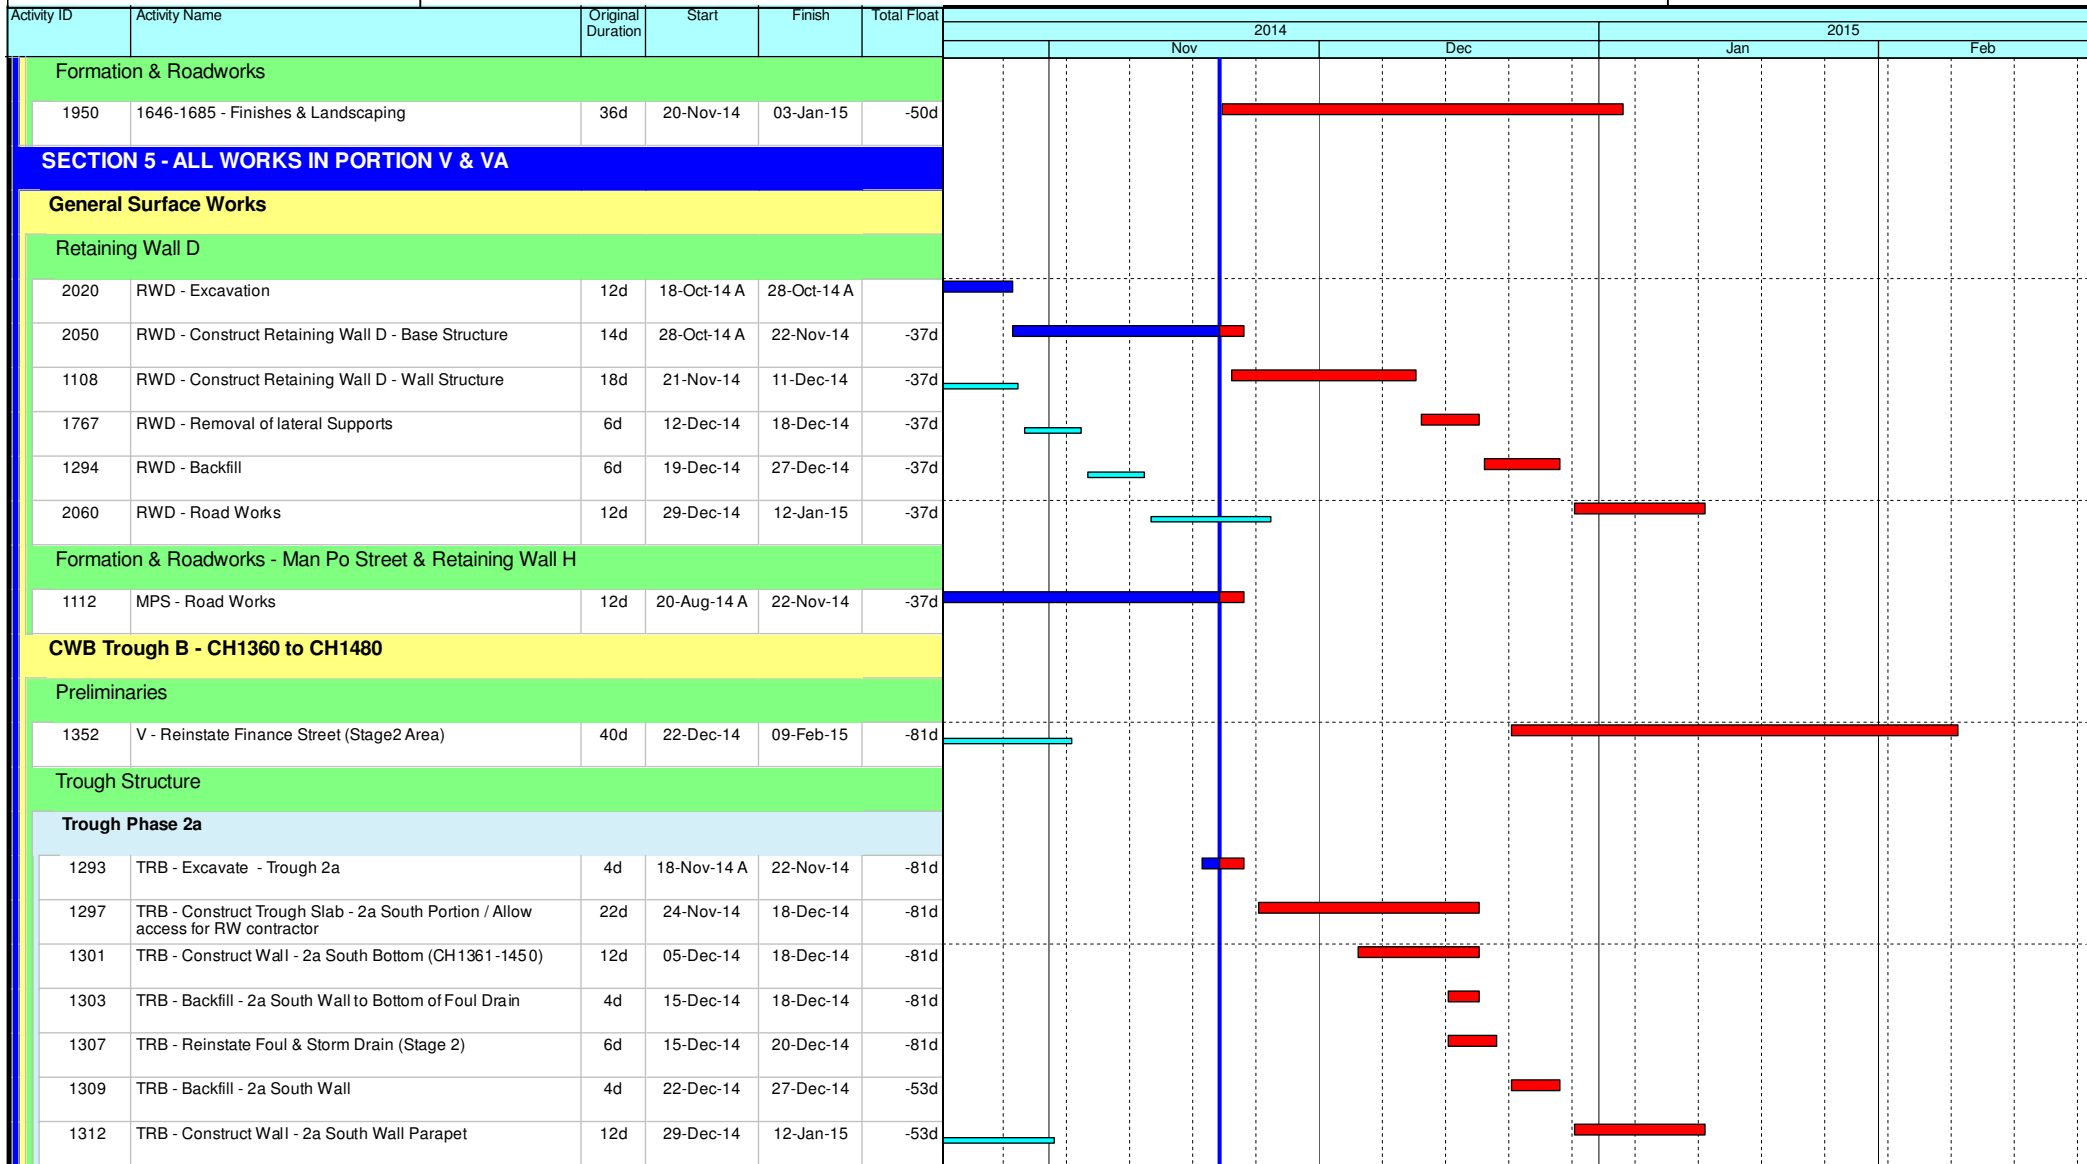 Activity ID Activity Name Original Duration Start Finish Total Float
2014 2015
Nov Dec Jan Feb
Formation & Roadworks
1950 1646-1685 - Finishes & Landscaping 36d 20-Nov-14 03-Jan-15 -50d
SECTION 5 - ALL WORKS IN PORTION V & VA
General Surface Works
Retaining Wall D
2020 RWD - Excavation 12d 18-Oct-14 A 28-Oct-14 A
2050 RWD - Construct Retaining Wall D - Base Structure 14d 28-Oct-14 A 22-Nov-14 -37d
1108 RWD - Construct Retaining Wall D - Wall Structure 18d 21-Nov-14 11-Dec-14 -37d
1767 RWD - Removal of lateral Supports 6d 12-Dec-14 18-Dec-14 -37d
1294 RWD - Backfill 6d 19-Dec-14 27-Dec-14 -37d
2060 RWD - Road Works 12d 29-Dec-14 12-Jan-15 -37d
Formation & Roadworks - Man Po Street & Retaining Wall H
1112 MPS - Road Works 12d 20-Aug-14 A 22-Nov-14 -37d
CWB Trough B - CH1360 to CH1480
Preliminaries
1352 V - Reinstate Finance Street (Stage2 Area) 40d 22-Dec-14 09-Feb-15 -81d
Trough Structure
Trough Phase 2a
1293 TRB - Excavate - Trough 2a 4d 18-Nov-14 A 22-Nov-14 -81d
1297 TRB - Construct Trough Slab - 2a South Portion / Allow 22d 24-Nov-14 18-Dec-14 -81d
access for RW contractor
1301 TRB - Construct Wall - 2a South Bottom (CH1361-1450) 12d 05-Dec-14 18-Dec-14 -81d
1303 TRB - Backfill - 2a South Wall to Bottom of Foul Drain 4d 15-Dec-14 18-Dec-14 -81d
1307 TRB - Reinstate Foul & Storm Drain (Stage 2) 6d 15-Dec-14 20-Dec-14 -81d
1309 TRB - Backfill - 2a South Wall 4d 22-Dec-14 27-Dec-14 -53d
1312 TRB - Construct Wall - 2a South Wall Parapet 12d 29-Dec-14 12-Jan-15 -53d